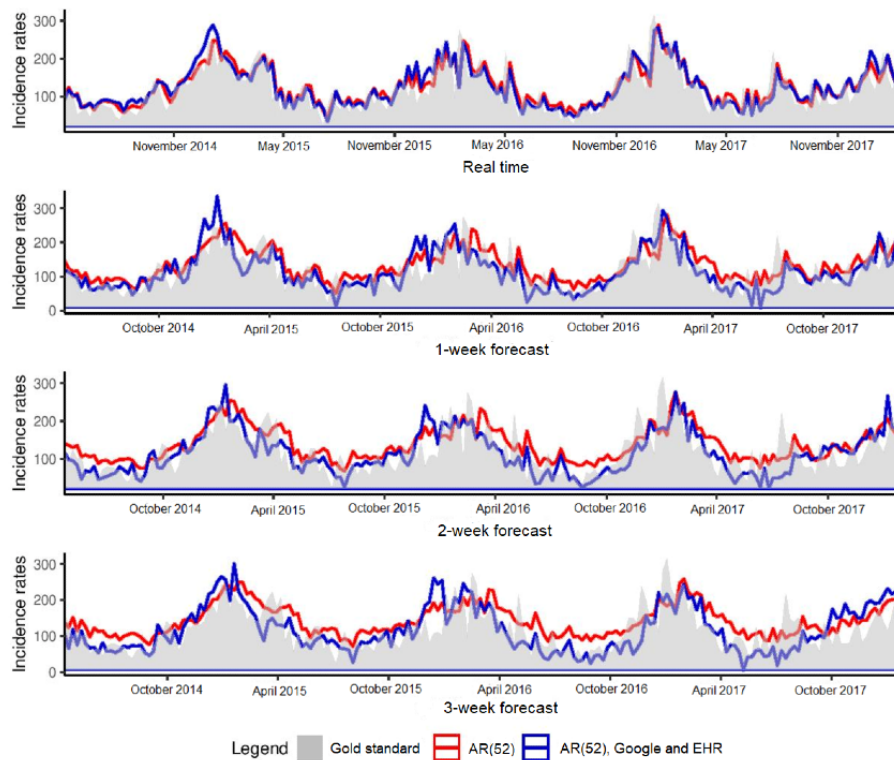 Incidence rates
300
200
100
November 2014 May 2015 November 2015 May 2016 November 2016 May 2017 November 2017
Real time
Incidence rates
300
200
100
0
October 2014 April 2015 October 2015 April 2016 October 2016 April 2017 October 2017
1-week forecast
Incidence rates
300
200
100
October 2014 April 2015 October 2015 April 2016 October 2016 April 2017 October 2017
2-week forecast
Incidence rates
300
200
100
0
October 2014 April 2015 October 2015 April 2016 October 2016 April 2017 October 2017
3-week forecast
Legend Gold standard AR(52) AR(52), Google and EHR